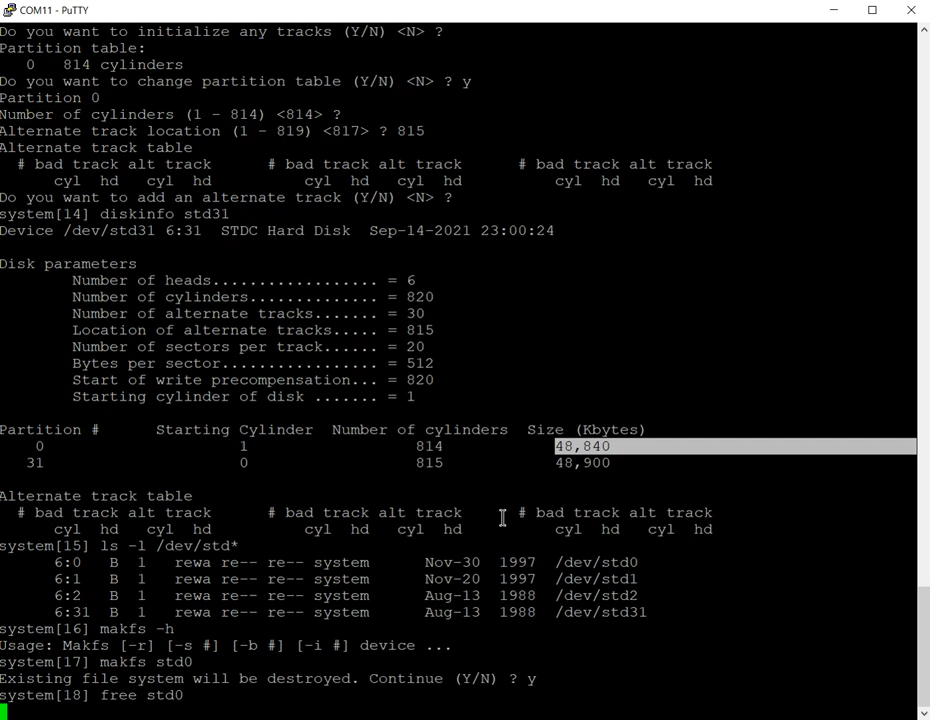 COM11 - PuTTY
Do you want to initialize any tracks (Y/N) <N> ?
Partition table:
   0   814 cylinders
Do you want to change partition table (Y/N) <N> ? y
Partition 0
Number of cylinders (1 - 814) <814> ?
Alternate track location (1 - 819) <817> ? 815
Alternate track table
  # bad track alt track       # bad track alt track       # bad track alt track
      cyl  hd   cyl  hd           cyl  hd   cyl  hd           cyl  hd   cyl  hd
Do you want to add an alternate track (Y/N) <N> ?
system[14] diskinfo std31
Device /dev/std31 6:31  STDC Hard Disk  Sep-14-2021 23:00:24
Disk parameters
        Number of heads.................. = 6
        Number of cylinders.............. = 820
        Number of alternate tracks....... = 30
        Location of alternate tracks..... = 815
        Number of sectors per track...... = 20
        Bytes per sector................. = 512
        Start of write precompensation... = 820
        Starting cylinder of disk ....... = 1
Partition #       Starting Cylinder  Number of cylinders  Size (Kbytes)
    0                     1                  814             48,840
   31                     0                  815             48,900
Alternate track table
  # bad track alt track       # bad track alt track       # bad track alt track
      cyl  hd   cyl  hd           cyl  hd   cyl  hd           cyl  hd   cyl  hd
system[15] ls -l /dev/std*
      6:0   B  1   rewa re-- re-- system      Nov-30  1997  /dev/std0
      6:1   B  1   rewa re-- re-- system      Nov-20  1997  /dev/std1
      6:2   B  1   rewa re-- re-- system      Aug-13  1988  /dev/std2
      6:31  B  1   rewa re-- re-- system      Aug-13  1988  /dev/std31
system[16] makfs -h
Usage: Makfs [-r] [-s #] [-b #] [-i #] device ...
system[17] makfs std0
Existing file system will be destroyed. Continue (Y/N) ? y
system[18] free std0